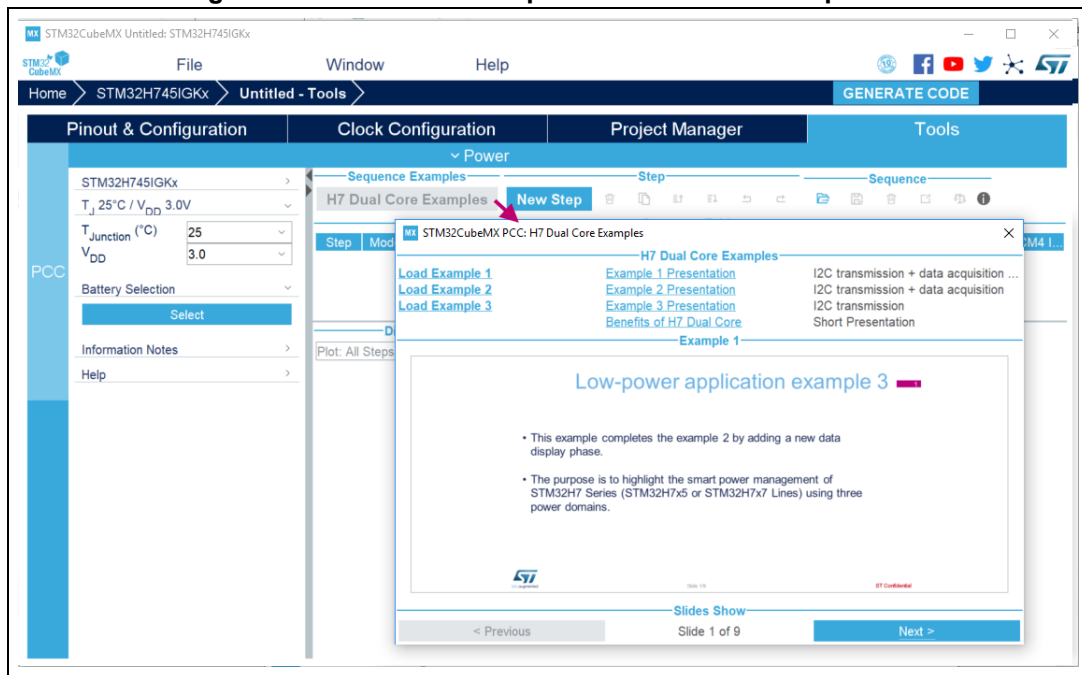 STM32CubeMX Untitled: STM32H745IGKx
STM32 CubeMX
File Window Help
Home STM32H745IGKx Untitled - Tools GENERATE CODE
Pinout & Configuration Clock Configuration Project Manager Tools
Power
PCC
STM32H745IGKx
TJ 25°C / VDD 3.0V
TJunction (°C) 25
VDD 3.0
Battery Selection
Select
Information Notes
Help
Sequence Examples Step Sequence
H7 Dual Core Examples New Step
Step
Plot: All Steps
MX STM32CubeMX PCC: H7 Dual Core Examples
H7 Dual Core Examples
Load Example 1 Example 1 Presentation I2C transmission + data acquisition ...
Load Example 2 Example 2 Presentation I2C transmission + data acquisition
Load Example 3 Example 3 Presentation I2C transmission
Benefits of H7 Dual Core Short Presentation
Example 1
Low-power application example 3
• This example completes the example 2 by adding a new data
display phase.
• The purpose is to highlight the smart power management of
STM32H7 Series (STM32H7x5 or STM32H7x7 Lines) using three
power domains.
ST Confidential
Slides Show
< Previous Slide 1 of 9 Next >